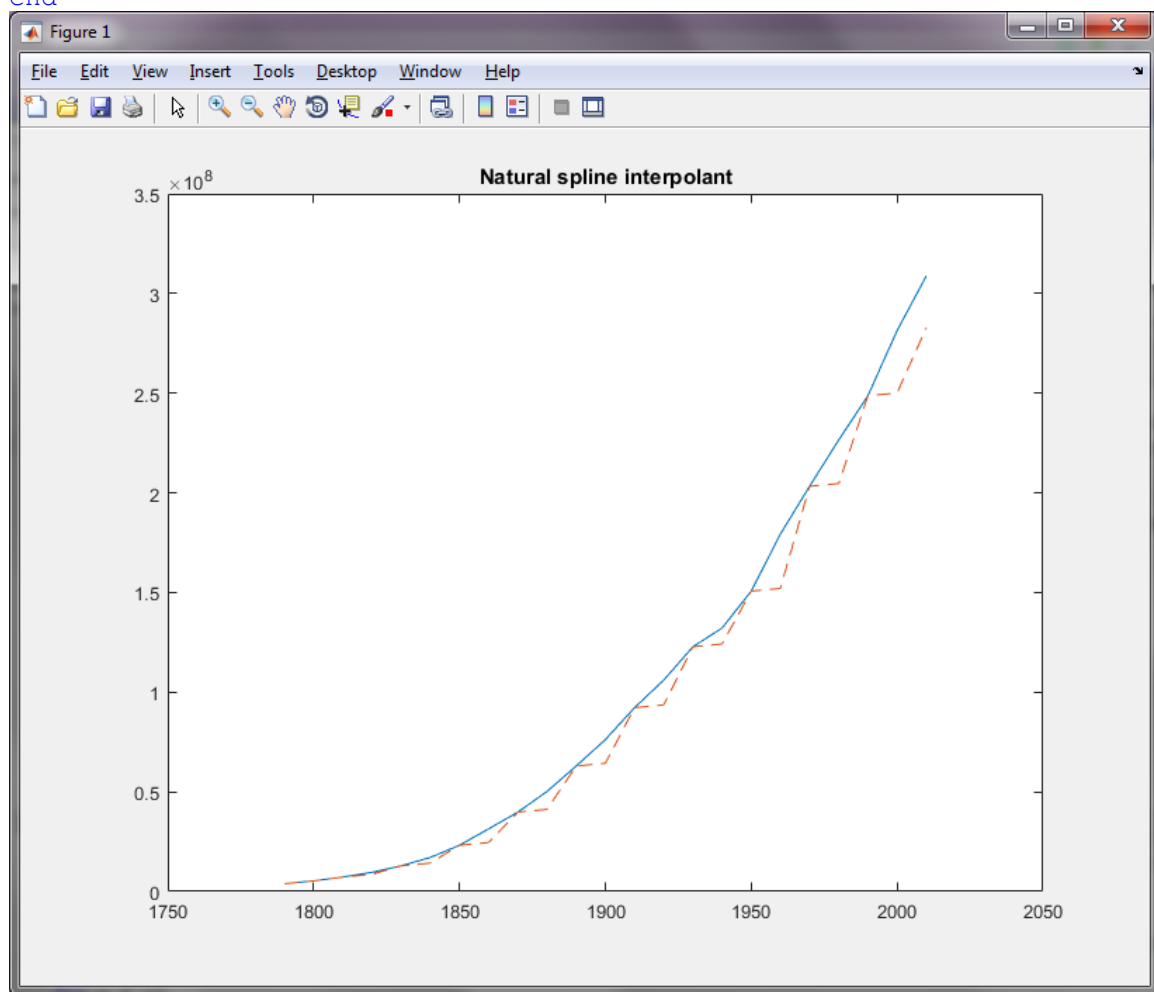 end
Figure 1
File Edit View Insert Tools Desktop Window Help
Natural spline interpolant
×10^8
3.5
3
2.5
2
1.5
1
0.5
0
1750 1800 1850 1900 1950 2000 2050